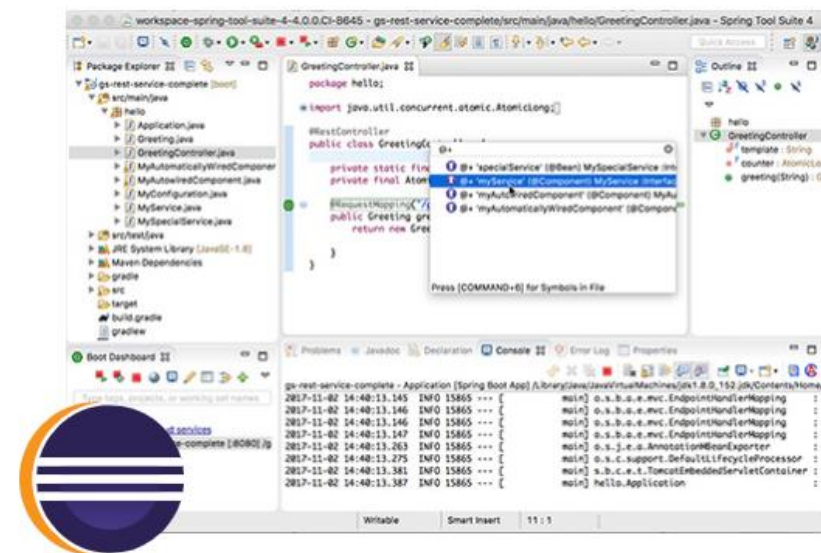 workspace-spring-tool-suite-4-4.0.0.CI-B645 - gs-rest-service-complete/src/main/java/hello/GreetingController.java - Spring Tool Suite 4
Quick Access
Package Explorer
gs-rest-service-complete [boot]
src/main/java
hello
Application.java
Greeting.java
GreetingController.java
MyAutomaticallyWiredComponen
MyAutowiredComponent.java
MyConfiguration.java
MyService.java
MySpecialService.java
src/test/java
JRE System Library [JavaSE-1.8]
Maven Dependencies
gradle
src
target
build.gradle
gradlew
GreetingController.java
package hello;
import java.util.concurrent.atomic.AtomicLong;
@RestController
public class GreetingCo
private static fin
private final Atom
@RequestMapping("/
public Greeting gre
return new Gree
}
}
@+
@+ 'specialService' (@Bean) MySpecialService
@+ 'myService' (@Component) MyService
@+ 'myAutowiredComponent' (@Component) MyAu
@+ 'myAutomaticallyWiredComponent' (@Compon
Press [COMMAND+6] for Symbols in File
Outline
hello
GreetingController
template : String
counter : AtomicLo
greeting(String) : G
Boot Dashboard
Type tags, projects, or working set names
services
-complete [:8080] /g
Problems Javadoc Declaration Console Error Log Properties
gs-rest-service-complete - Application [Spring Boot App] /Library/Java/JavaVirtualMachines/jdk1.8.0_152.jdk/Contents/Home/
2017-11-02 14:40:13.145 INFO 15865 --- [ main] o.s.b.a.e.mvc.EndpointHandlerMapping :
2017-11-02 14:40:13.146 INFO 15865 --- [ main] o.s.b.a.e.mvc.EndpointHandlerMapping :
2017-11-02 14:40:13.146 INFO 15865 --- [ main] o.s.b.a.e.mvc.EndpointHandlerMapping :
2017-11-02 14:40:13.147 INFO 15865 --- [ main] o.s.b.a.e.mvc.EndpointHandlerMapping :
2017-11-02 14:40:13.263 INFO 15865 --- [ main] o.s.j.e.a.AnnotationMBeanExporter :
2017-11-02 14:40:13.275 INFO 15865 --- [ main] o.s.c.support.DefaultLifecycleProcessor :
2017-11-02 14:40:13.381 INFO 15865 --- [ main] s.b.c.e.t.TomcatEmbeddedServletContainer :
2017-11-02 14:40:13.387 INFO 15865 --- [ main] hello.Application :
Writable Smart Insert 11 : 1